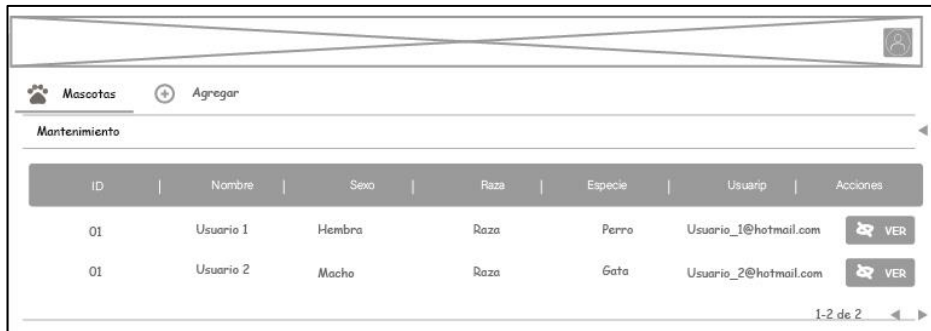 Mascotas Agregar
Mantenimiento
ID | Nombre | Sexo | Raza | Especie | Usuarip | Acciones
01 Usuario 1 Hembra Raza Perro Usuario_1@hotmail.com VER
01 Usuario 2 Macho Raza Gata Usuario_2@hotmail.com VER
1-2 de 2